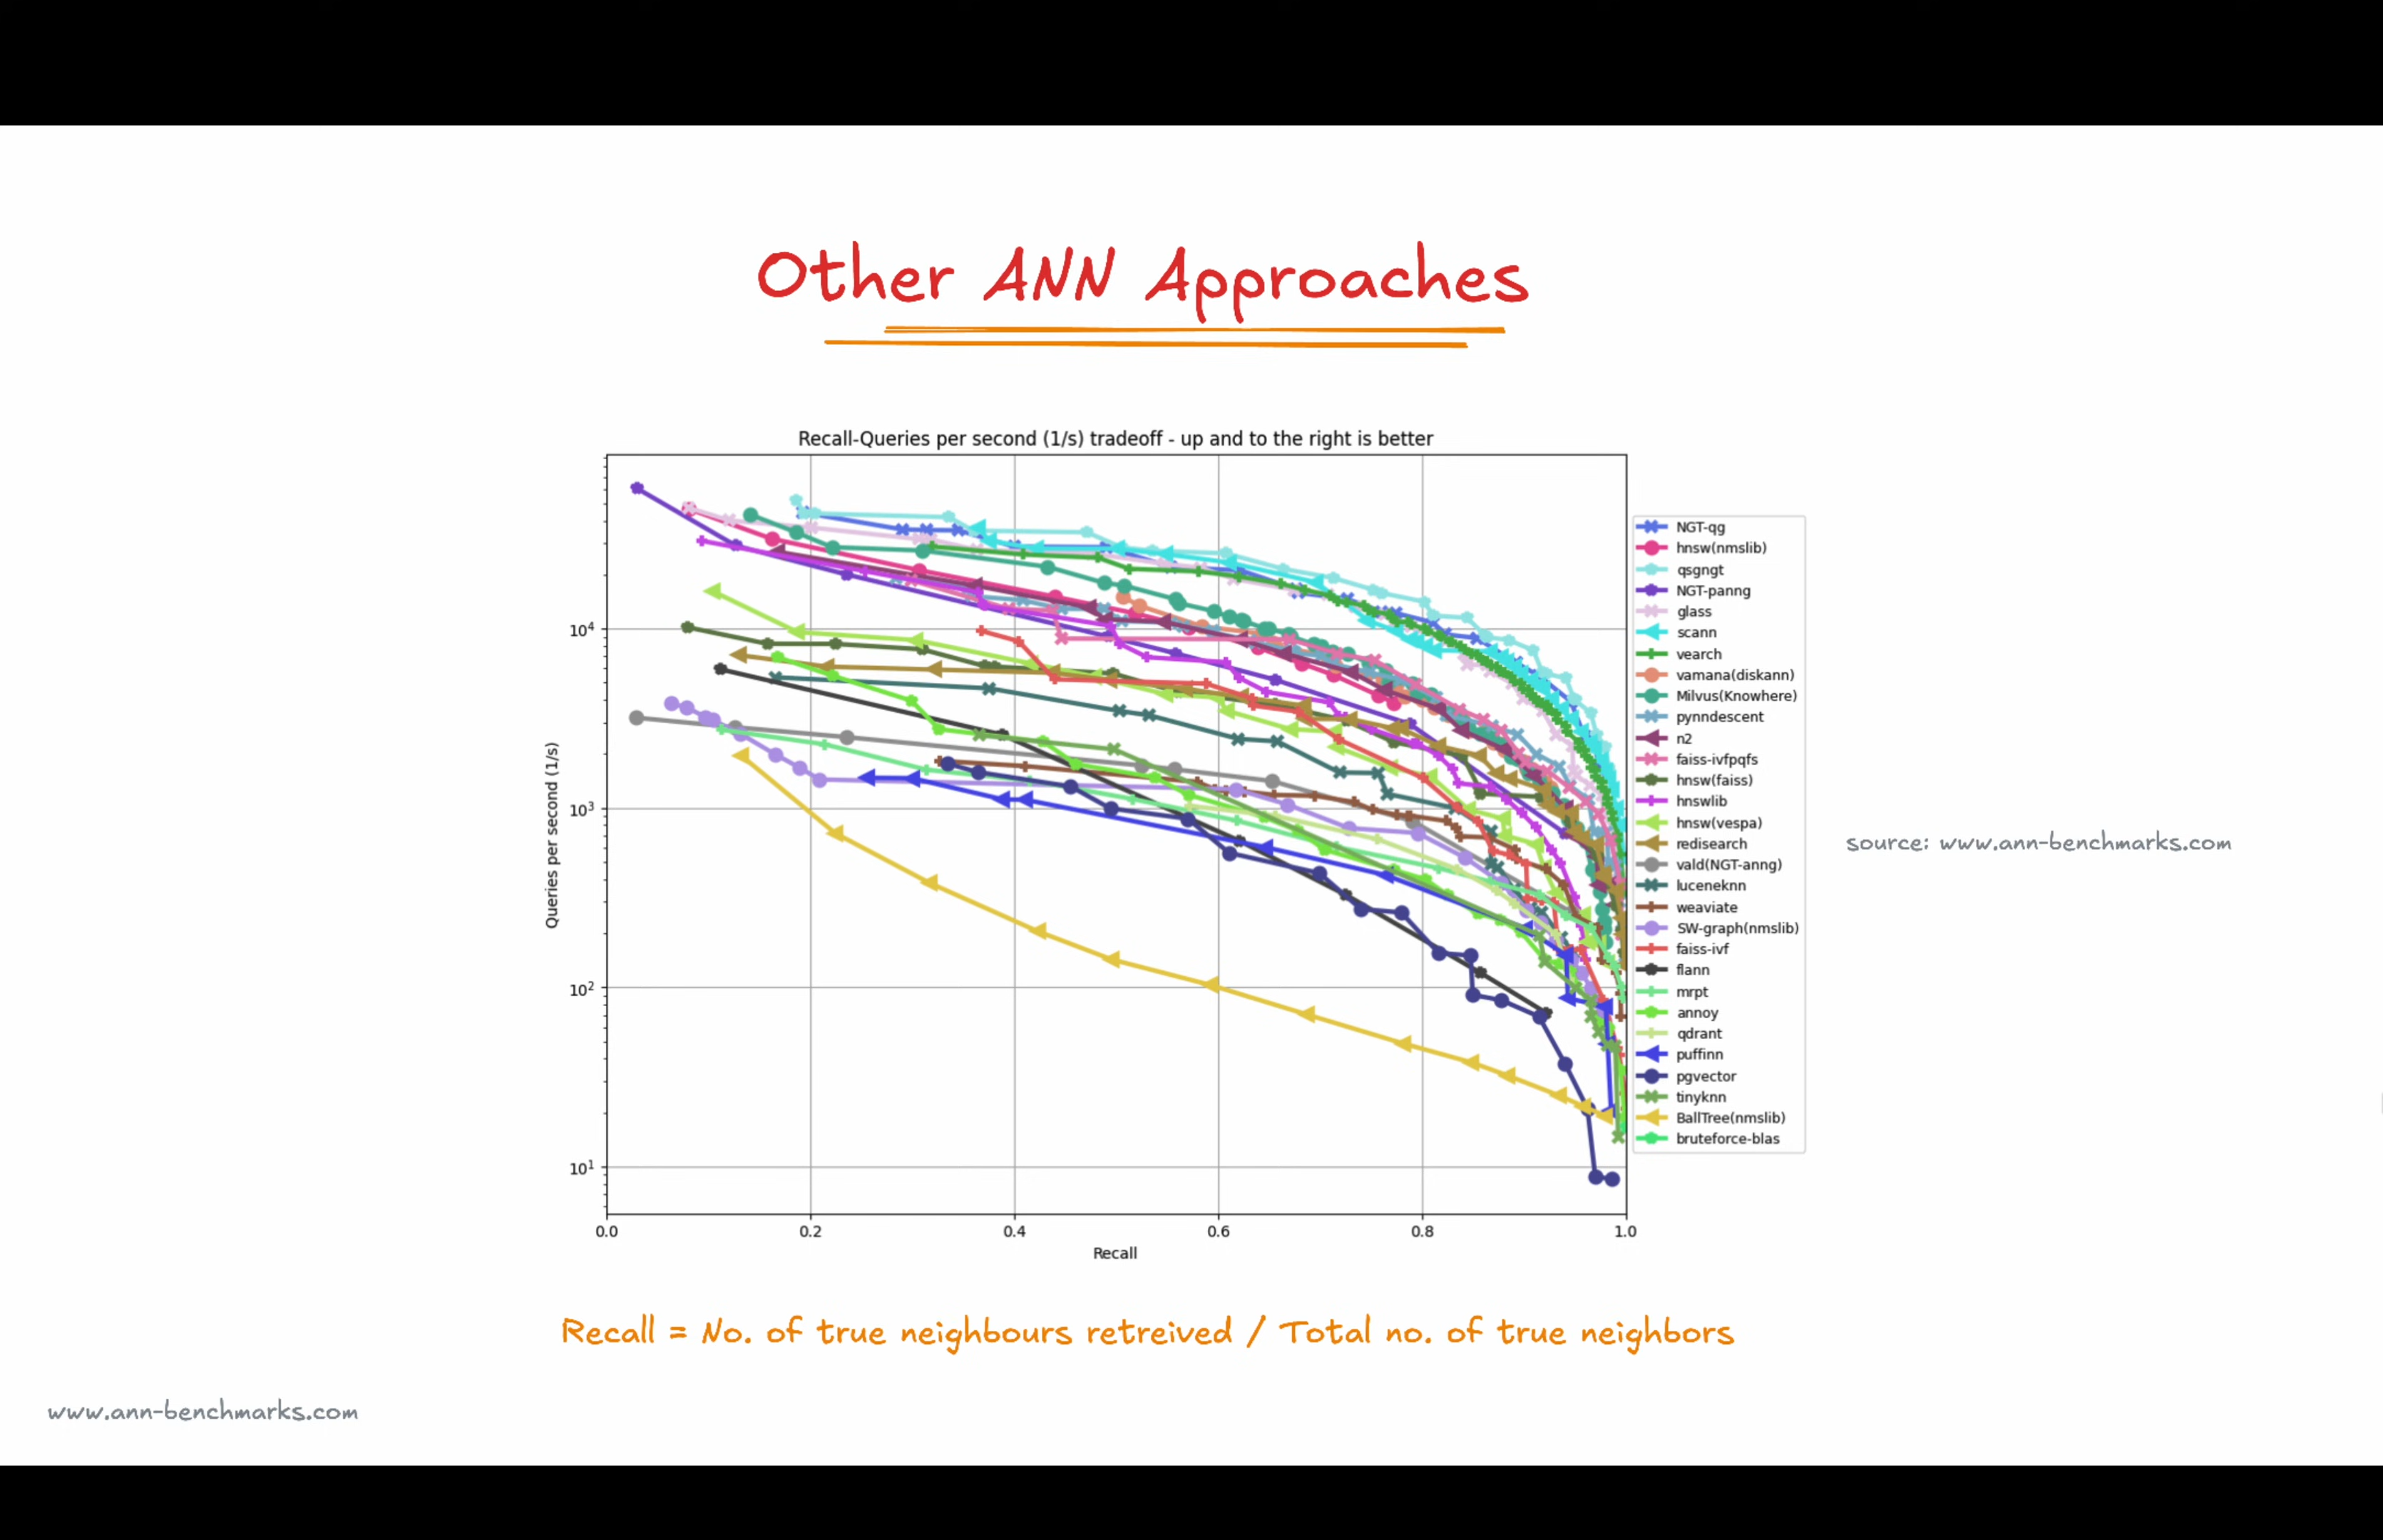 Other ANN Approaches
Recall-Queries per second (1/s) tradeoff - up and to the right is better
Queries per second (1/s)
10⁴
10³
10²
10¹
0.0 0.2 0.4 0.6 0.8 1.0
Recall
NGT-qg
hnsw(nmslib)
qsgngt
NGT-panng
glass
scann
vearch
vamana(diskann)
Milvus(Knowhere)
pynndescent
n2
faiss-ivfpqfs
hnsw(faiss)
hnswlib
hnsw(vespa)
redisearch
vald(NGT-anng)
luceneknn
weaviate
SW-graph(nmslib)
faiss-ivf
flann
mrpt
annoy
qdrant
puffinn
pgvector
tinyknn
BallTree(nmslib)
bruteforce-blas
source: www.ann-benchmarks.com
Recall = No. of true neighbours retreived / Total no. of true neighbors
www.ann-benchmarks.com